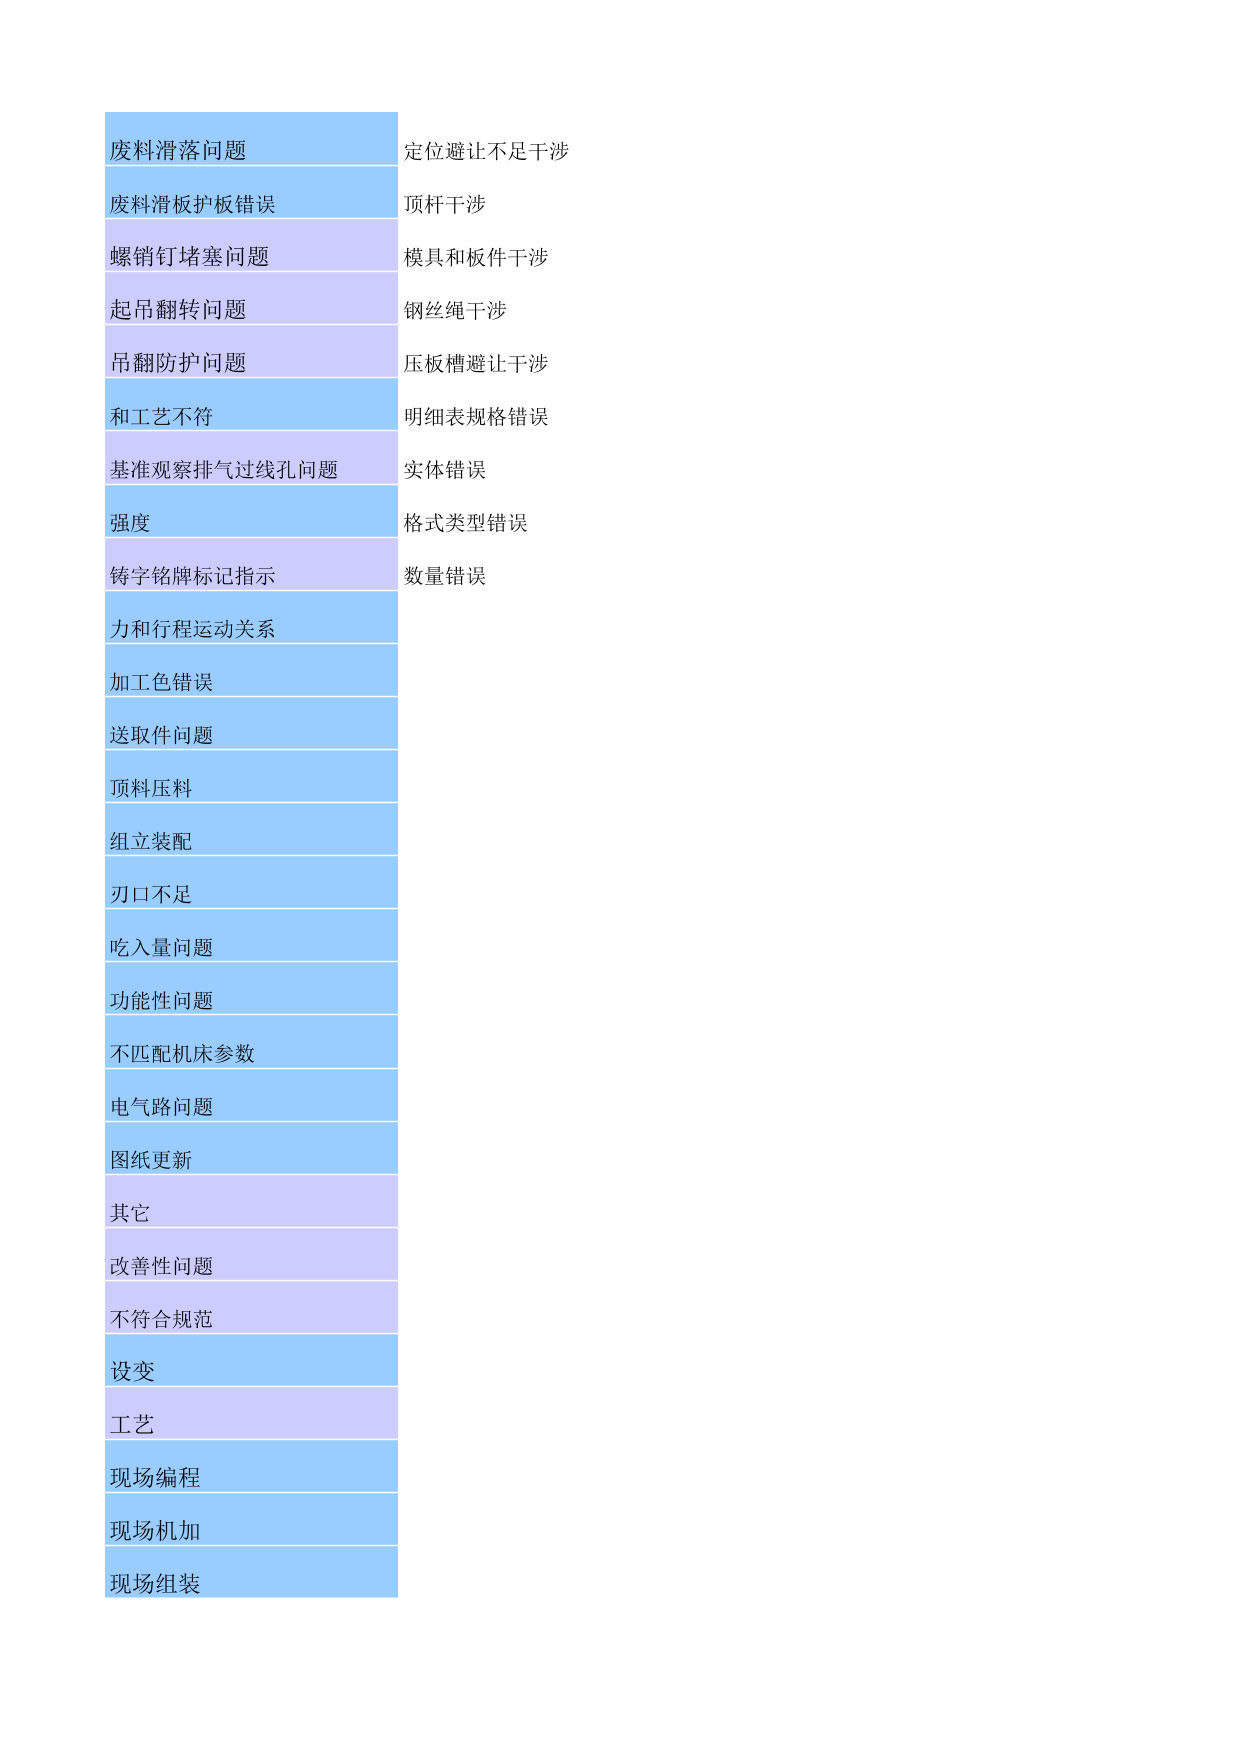 废料滑落问题 定位避让不足干涉
废料滑板护板错误 顶杆干涉
螺销钉堵塞问题 模具和板件干涉
起吊翻转问题 钢丝绳干涉
吊翻防护问题 压板槽避让干涉
和工艺不符 明细表规格错误
基准观察排气过线孔问题 实体错误
强度 格式类型错误
铸字铭牌标记指示 数量错误
力和行程运动关系
加工色错误
送取件问题
顶料压料
组立装配
刃口不足
吃入量问题
功能性问题
不匹配机床参数
电气路问题
图纸更新
其它
改善性问题
不符合规范
设变
工艺
现场编程
现场机加
现场组装